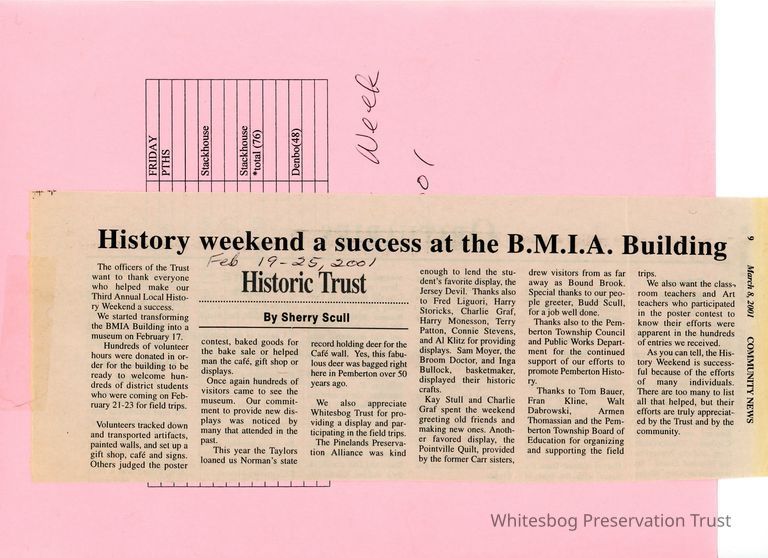 Week
01
FRIDAY
PTHS
Stackhouse
Stackhouse
*total (76)
Denbo(48)
History weekend a success at the B.M.I.A. Building
Feb 19-25, 2001
Historic Trust
By Sherry Scull
The officers of the Trust
want to thank everyone
who helped make our
Third Annual Local Histo-
ry Weekend a success.
We started transforming
the BMIA Building into a
museum on February 17.
Hundreds of volunteer
hours were donated in or-
der for the building to be
ready to welcome hun-
dreds of district students
who were coming on Feb-
ruary 21-23 for field trips.
Volunteers tracked down
and transported artifacts,
painted walls, and set up a
gift shop, café and signs.
Others judged the poster
contest, baked goods for
the bake sale or helped
man the café, gift shop or
displays.
Once again hundreds of
visitors came to see the
museum. Our commit-
ment to provide new dis-
plays was noticed by
many that attended in the
past.
This year the Taylors
loaned us Norman's state
record holding deer for the
Café wall. Yes, this fabu-
lous deer was bagged right
here in Pemberton over 50
years ago.
We also appreciate
Whitesbog Trust for pro-
viding a display and par-
ticipating in the field trips.
The Pinelands Preserva-
tion Alliance was kind
enough to lend the stu-
dent's favorite display, the
Jersey Devil. Thanks also
to Fred Liguori, Harry
Storicks, Charlie Graf,
Harry Monesson, Terry
Patton, Connie Stevens,
and Al Klitz for providing
displays. Sam Moyer, the
Broom Doctor, and Inga
Bullock, basketmaker,
displayed their historic
crafts.
Kay Stull and Charlie
Graf spent the weekend
greeting old friends and
making new ones. Anoth-
er favored display, the
Pointville Quilt, provided
by the former Carr sisters,
drew visitors from as far
away as Bound Brook.
Special thanks to our peo-
ple greeter, Budd Scull,
for a job well done.
Thanks also to the Pem-
berton Township Council
and Public Works Depart-
ment for the continued
support of our efforts to
promote Pemberton Histo-
ry.
Thanks to Tom Bauer,
Fran Kline, Walt
Dabrowski, Armen
Thomassian and the Pem-
berton Township Board of
Education for organizing
and supporting the field
trips.
We also want the class-
room teachers and Art
teachers who participated
in the poster contest to
know their efforts were
apparent in the hundreds
of entries we received.
As you can tell, the His-
tory Weekend is success-
ful because of the efforts
of many individuals.
There are too many to list
all that helped, but their
efforts are truly appreciat-
ed by the Trust and by the
community.
9 March 8, 2001 COMMUNITY NEWS
Whitesbog Preservation Trust